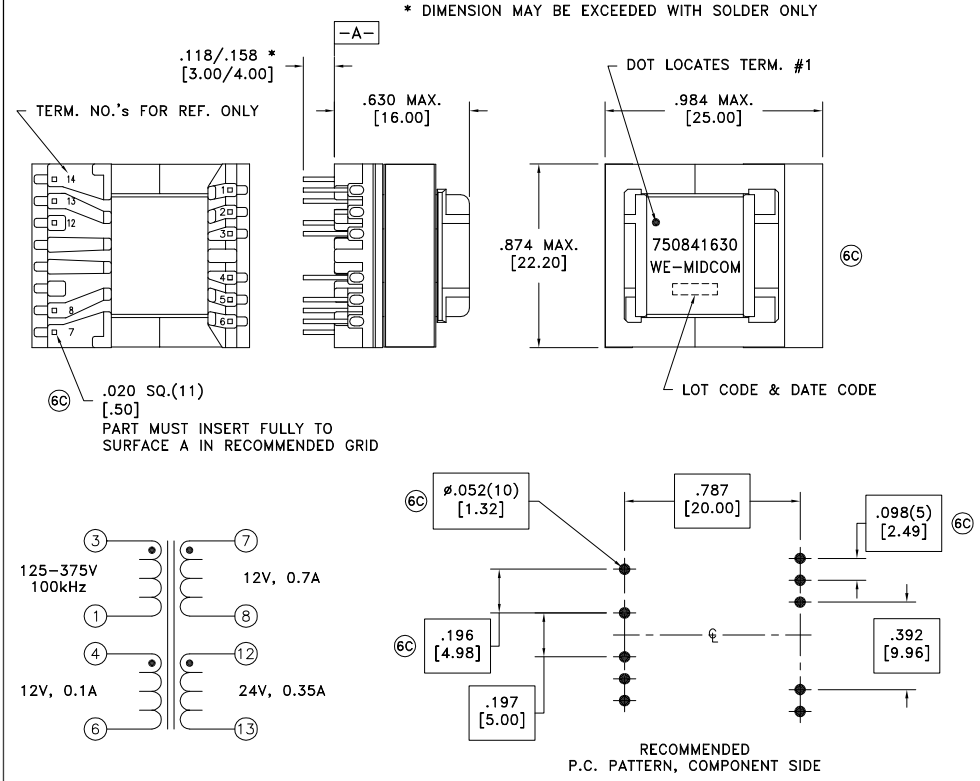 * DIMENSION MAY BE EXCEEDED WITH SOLDER ONLY
-A-
.118/.158 *
[3.00/4.00]
DOT LOCATES TERM. #1
TERM. NO.'s FOR REF. ONLY
.630 MAX.
[16.00]
.984 MAX.
[25.00]
14
13
12
8
7
1
2
3
4
5
6
.874 MAX.
[22.20]
750841630
WE-MIDCOM
6C
LOT CODE & DATE CODE
6C
.020 SQ.(11)
[.50]
PART MUST INSERT FULLY TO
SURFACE A IN RECOMMENDED GRID
3
7
125-375V
100kHz
12V, 0.7A
1
8
4
12
12V, 0.1A
24V, 0.35A
6
13
6C
ø.052(10)
[1.32]
.787
[20.00]
.098(5)
[2.49]
6C
6C
.196
[4.98]
℄
.392
[9.96]
.197
[5.00]
RECOMMENDED
P.C. PATTERN, COMPONENT SIDE